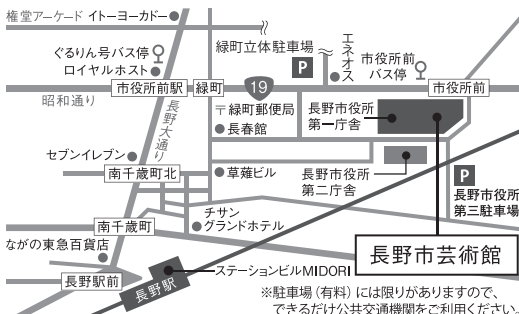 権堂アーケード
イトーヨーカドー
ぐるりん号バス停
ロイヤルホスト
緑町立体駐車場
P
エネオス
市役所前
バス停
市役所前駅
緑町
19
市役所前
昭和通り
長野大通り
〒緑町郵便局
長春館
長野市役所
第一庁舎
セブンイレブン
南千歳町北
草薙ビル
長野市役所
第二庁舎
P
長野市役所
第三駐車場
南千歳町
チサン
グランドホテル
ながの東急百貨店
長野市芸術館
長野駅前
ステーションビルMIDORI
長野駅
※駐車場(有料)には限りがありますので、
できるだけ公共交通機関をご利用ください。